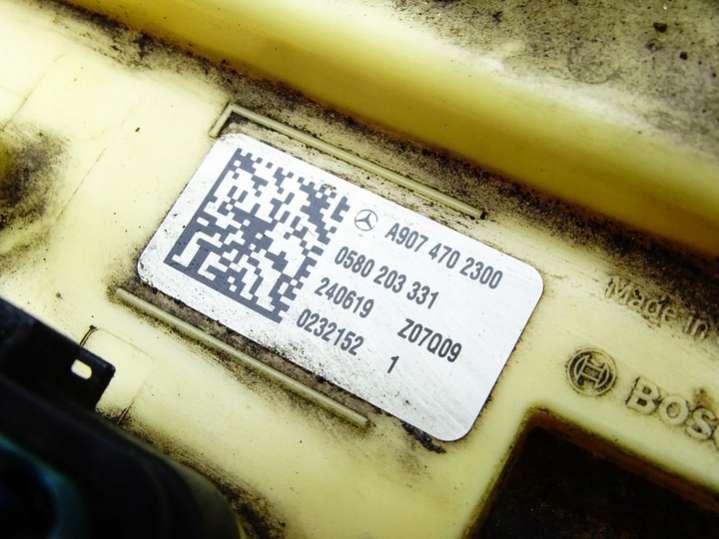 A907 470 2300
0580 203 331
240619 Z07Q09
0232152 1
Made in
BOSC